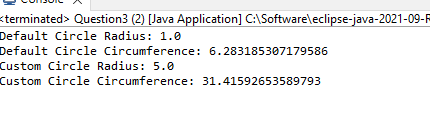 Console
<terminated> Question3 (2) [Java Application] C:\Software\eclipse-java-2021-09-R
Default Circle Radius: 1.0
Default Circle Circumference: 6.283185307179586
Custom Circle Radius: 5.0
Custom Circle Circumference: 31.41592653589793